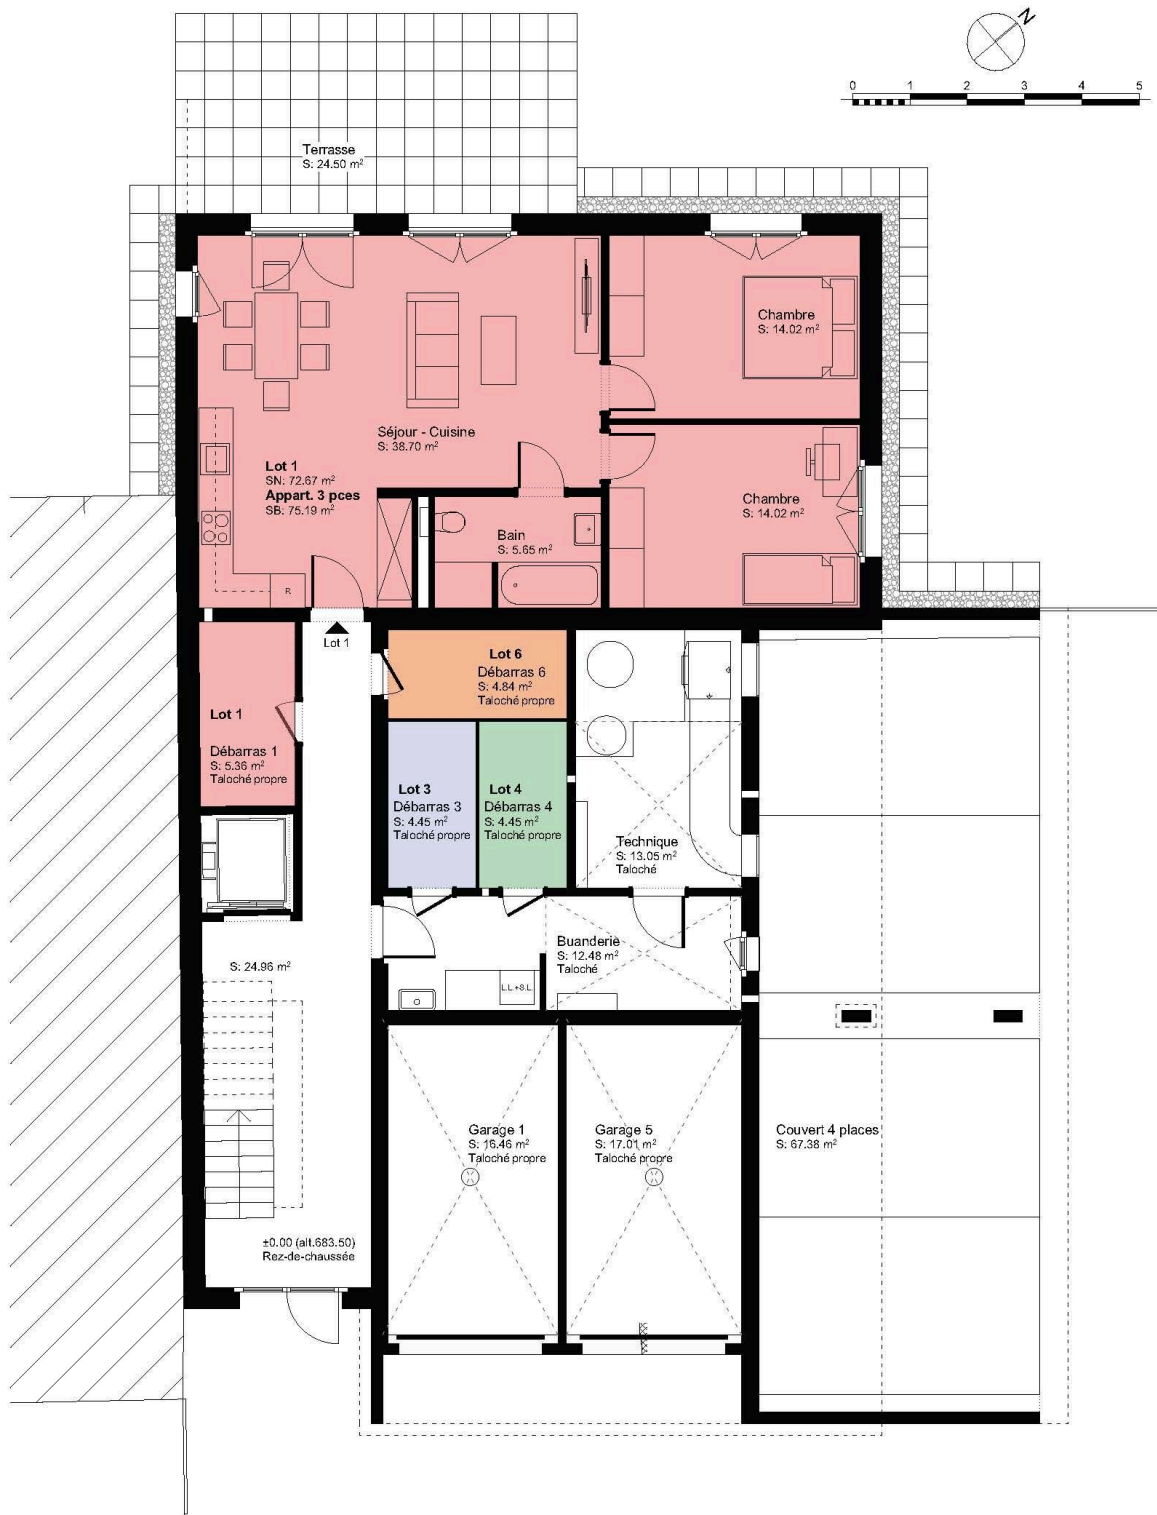 N
0 1 2 3 4 5
Terrasse
S: 24.50 m²
Chambre
S: 14.02 m²
Séjour - Cuisine
S: 38.70 m²
Lot 1
SN: 72.67 m²
Appart. 3 pces
SB: 75.19 m²
Chambre
S: 14.02 m²
Bain
S: 5.65 m²
R
Lot 1
Lot 6
Débarras 6
S: 4.84 m²
Taloché propre
Lot 1
Débarras 1
S: 5.36 m²
Taloché propre
Lot 3
Débarras 3
S: 4.45 m²
Taloché propre
Lot 4
Débarras 4
S: 4.45 m²
Taloché propre
Technique
S: 13.05 m²
Taloché
Buanderie
S: 12.48 m²
Taloché
L.L.+S.L.
S: 24.96 m²
Garage 1
S: 16.46 m²
Taloché propre
Garage 5
S: 17.01 m²
Taloché propre
Couvert 4 places
S: 67.38 m²
±0.00 (alt.683.50)
Rez-de-chaussée